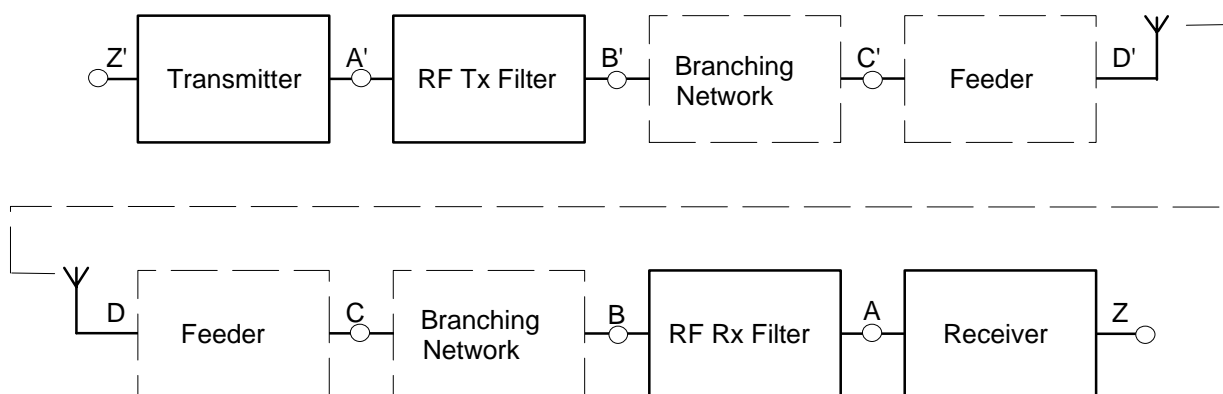 Z' Transmitter A' RF Tx Filter B' Branching Network C' Feeder D'
D Feeder C Branching Network B RF Rx Filter A Receiver Z